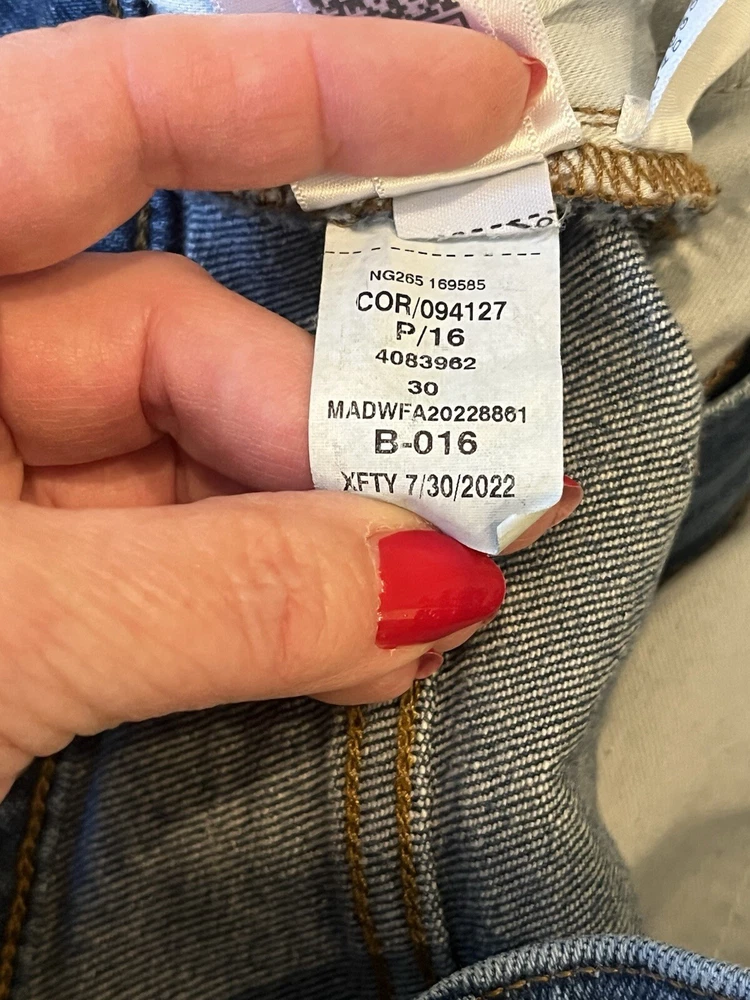 NG265 169585
COR/094127
P/16
4083962
30
MADWFA20228861
B-016
XFTY 7/30/2022